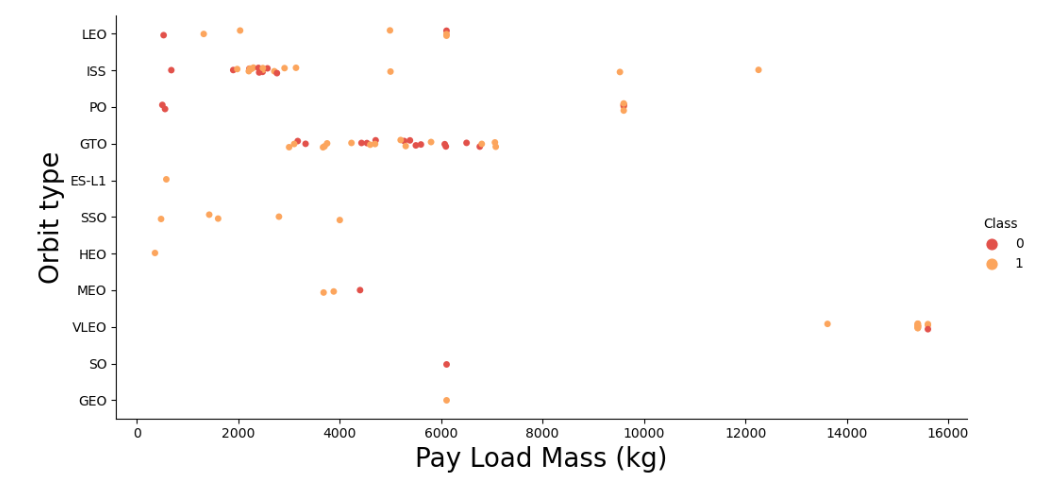 LEO
ISS
PO
GTO
ES-L1
SSO
HEO
MEO
VLEO
SO
GEO
Orbit type
0 2000 4000 6000 8000 10000 12000 14000 16000
Pay Load Mass (kg)
Class
0
1